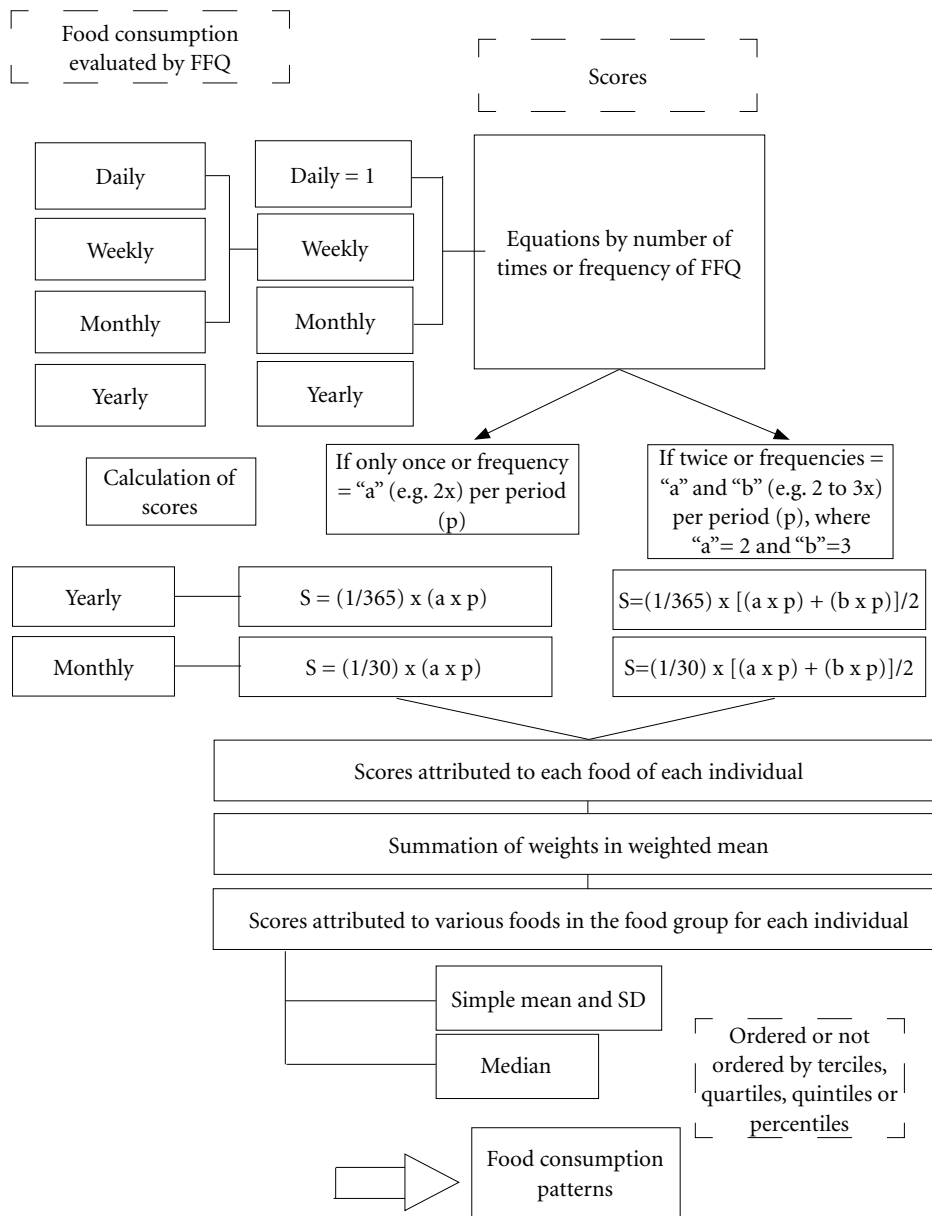 Food consumption
evaluated by FFQ
Scores
Daily
Weekly
Monthly
Yearly
Daily = 1
Weekly
Monthly
Yearly
Equations by number of
times or frequency of FFQ
Calculation of
scores
If only once or frequency
= “a” (e.g. 2x) per period
(p)
If twice or frequencies =
“a” and “b” (e.g. 2 to 3x)
per period (p), where
“a”= 2 and “b”=3
Yearly
S = (1/365) x (a x p)
S=(1/365) x [(a x p) + (b x p)]/2
Monthly
S = (1/30) x (a x p)
S=(1/30) x [(a x p) + (b x p)]/2
Scores attributed to each food of each individual
Summation of weights in weighted mean
Scores attributed to various foods in the food group for each individual
Simple mean and SD
Median
Ordered or not
ordered by terciles,
quartiles, quintiles or
percentiles
Food consumption
patterns